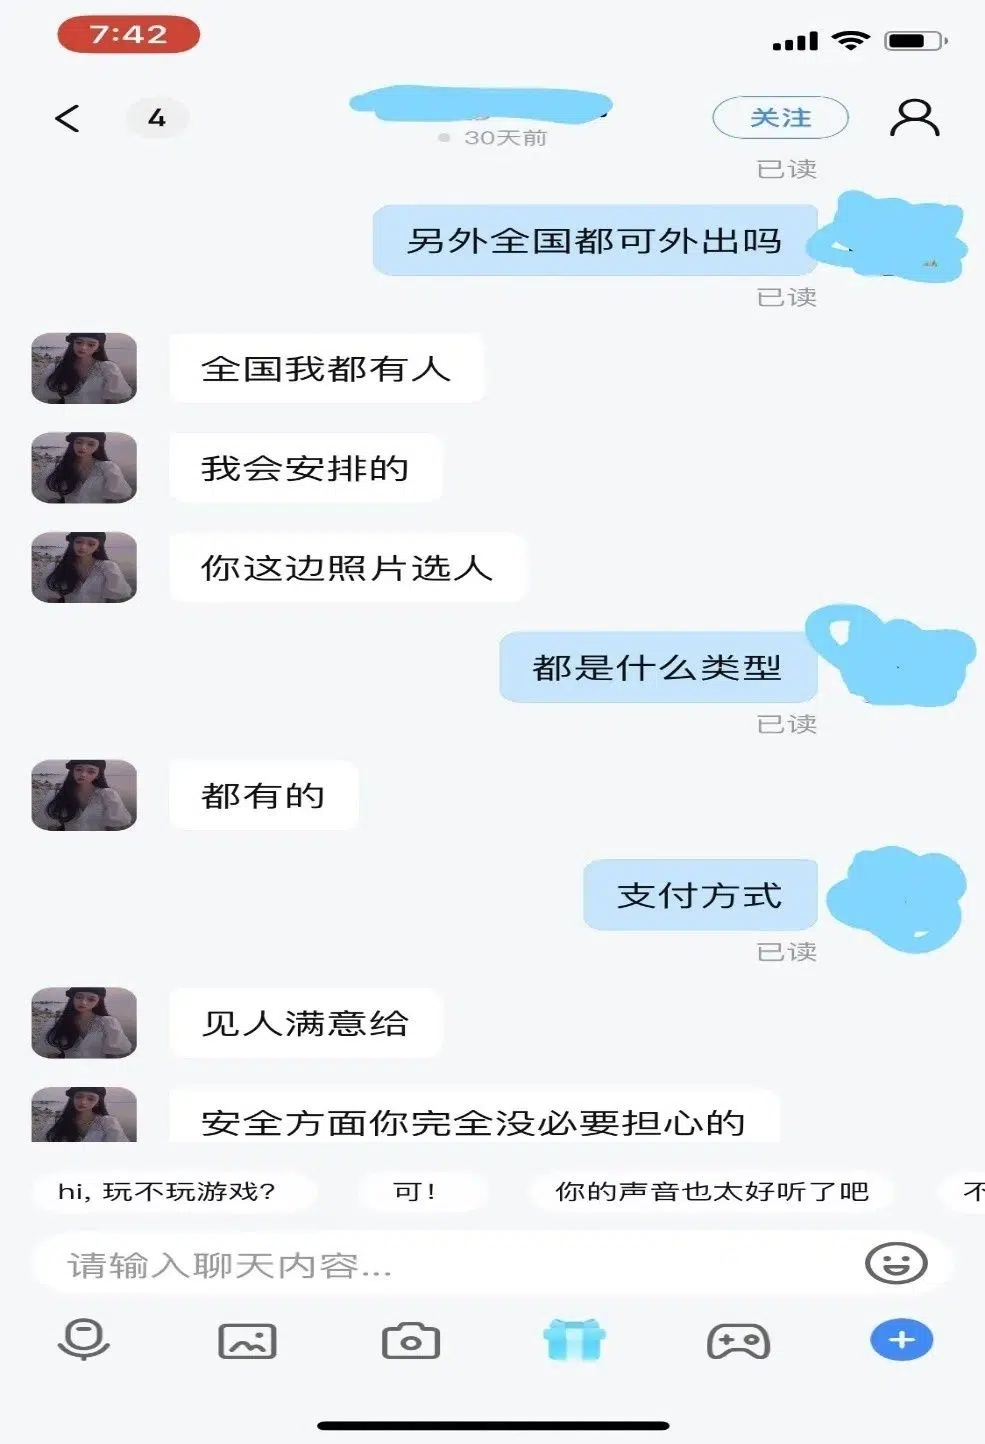 7:42
4
30天前
关注
已读
另外全国都可外出吗
已读
全国我都有人
我会安排的
你这边照片选人
都是什么类型
已读
都有的
支付方式
已读
见人满意给
安全方面你完全没必要担心的
hi, 玩不玩游戏? 可! 你的声音也太好听了吧 不
请输入聊天内容...